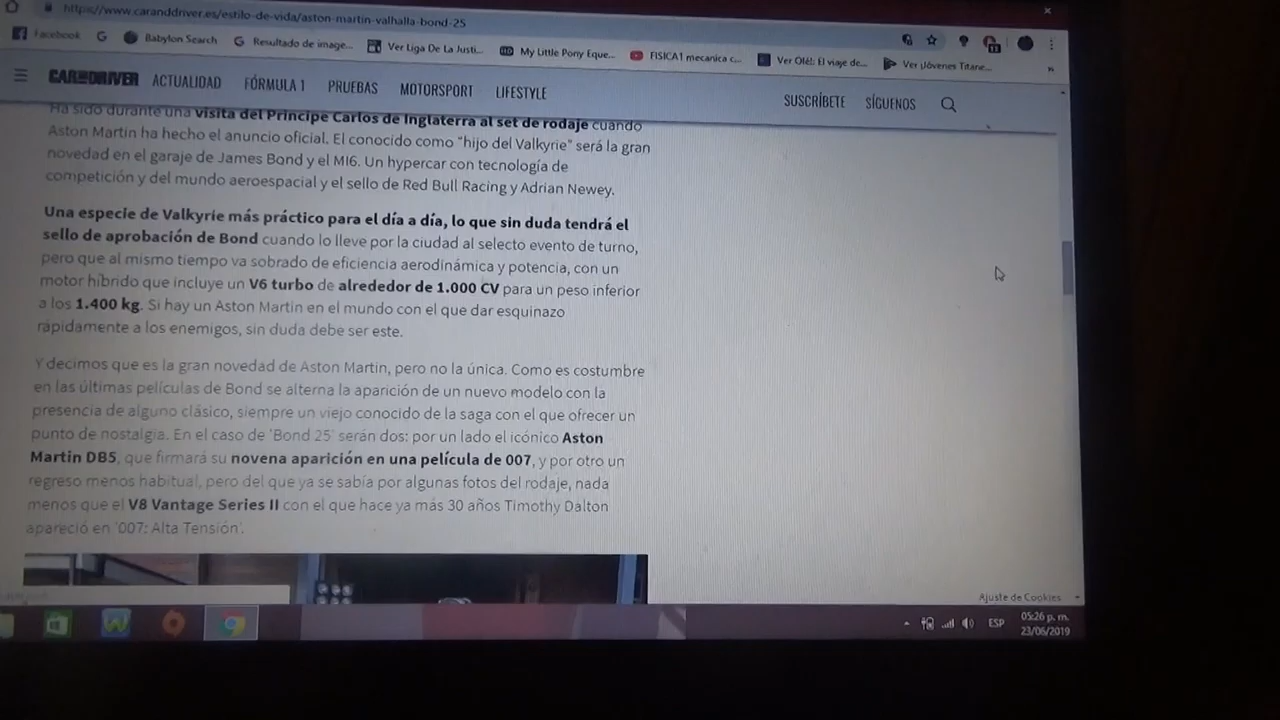 https://www.caranddriver.es/estilo-de-vida/aston-martin-valhalla-bond-25
Facebook
Babylon Search
Resultado de image...
Ver Liga De La Justi...
My Little Pony Eque...
FISICA1 mecanica c...
Ver Olé!: El viaje de...
Ver ¡Jóvenes Titane...
»
CAR AND DRIVER
ACTUALIDAD
FÓRMULA 1
PRUEBAS
MOTORSPORT
LIFESTYLE
SUSCRÍBETE
SÍGUENOS
Ha sido durante una visita del Príncipe Carlos de Inglaterra al set de rodaje cuando
Aston Martin ha hecho el anuncio oficial. El conocido como "hijo del Valkyrie" será la gran
novedad en el garaje de James Bond y el MI6. Un hypercar con tecnología de
competición y del mundo aeroespacial y el sello de Red Bull Racing y Adrian Newey.
Una especie de Valkyrie más práctico para el día a día, lo que sin duda tendrá el
sello de aprobación de Bond cuando lo lleve por la ciudad al selecto evento de turno,
pero que al mismo tiempo va sobrado de eficiencia aerodinámica y potencia, con un
motor híbrido que incluye un V6 turbo de alrededor de 1.000 CV para un peso inferior
a los 1.400 kg. Si hay un Aston Martin en el mundo con el que dar esquinazo
rápidamente a los enemigos, sin duda debe ser este.
Y decimos que es la gran novedad de Aston Martin, pero no la única. Como es costumbre
en las últimas películas de Bond se alterna la aparición de un nuevo modelo con la
presencia de alguno clásico, siempre un viejo conocido de la saga con el que ofrecer un
punto de nostalgia. En el caso de 'Bond 25' serán dos: por un lado el icónico Aston
Martin DB5, que firmará su novena aparición en una película de 007, y por otro un
regreso menos habitual, pero del que ya se sabía por algunas fotos del rodaje, nada
menos que el V8 Vantage Series II con el que hace ya más 30 años Timothy Dalton
apareció en '007: Alta Tensión'.
Ajuste de Cookies
ESP
05:26 p. m.
23/06/2019